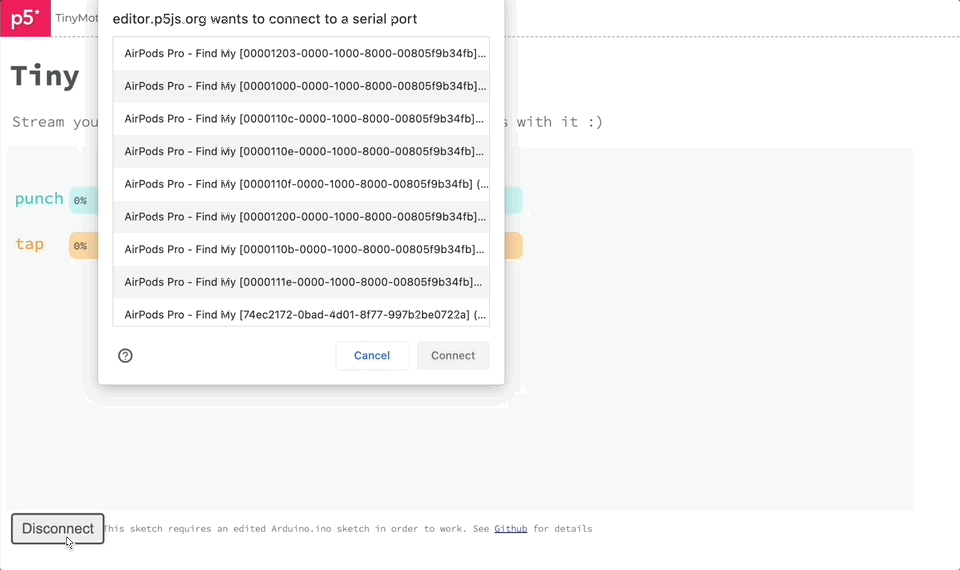 p5*
TinyMot
editor.p5js.org wants to connect to a serial port
AirPods Pro - Find My [00001203-0000-1000-8000-00805f9b34fb]...
AirPods Pro - Find My [00001000-0000-1000-8000-00805f9b34fb]...
AirPods Pro - Find My [0000110c-0000-1000-8000-00805f9b34fb]...
AirPods Pro - Find My [0000110e-0000-1000-8000-00805f9b34fb]...
AirPods Pro - Find My [0000110f-0000-1000-8000-00805f9b34fb] (...
AirPods Pro - Find My [00001200-0000-1000-8000-00805f9b34fb]...
AirPods Pro - Find My [0000110b-0000-1000-8000-00805f9b34fb]...
AirPods Pro - Find My [0000111e-0000-1000-8000-00805f9b34fb]...
AirPods Pro - Find My [74ec2172-0bad-4d01-8f77-997b2be0722a] (...
Cancel
Connect
Tiny
Stream you
s with it :)
punch 0%
tap 0%
Disconnect
This sketch requires an edited Arduino.ino sketch in order to work. See Github for details